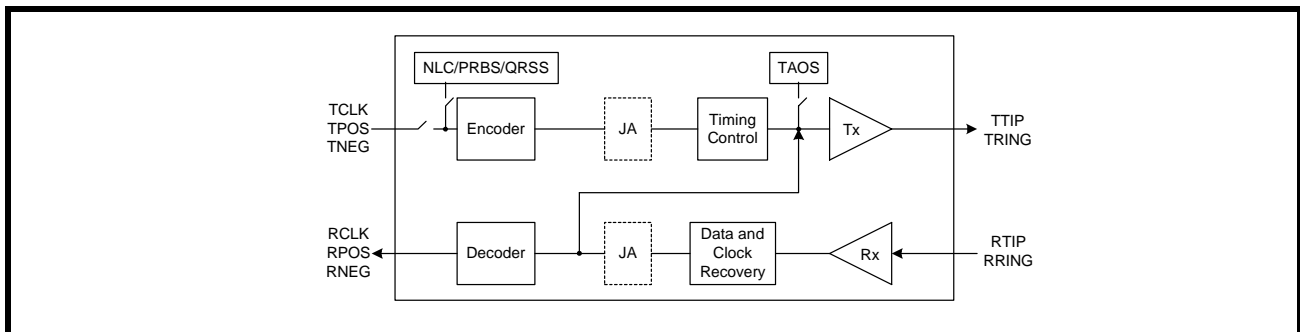 NLC/PRBS/QRSS
TAOS
TCLK
TPOS
TNEG
Encoder
JA
Timing
Control
Tx
TTIP
TRING
RCLK
RPOS
RNEG
Decoder
JA
Data and
Clock
Recovery
Rx
RTIP
RRING